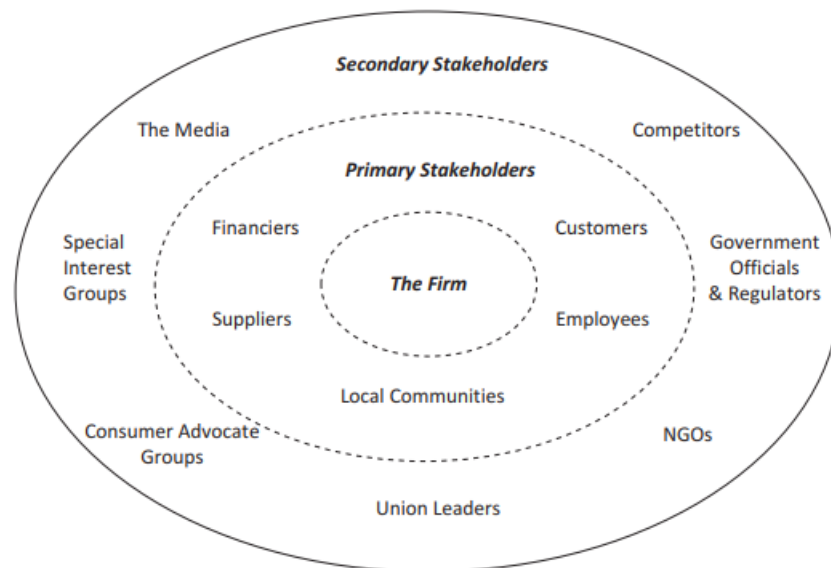 Secondary Stakeholders
The Media
Competitors
Primary Stakeholders
Financiers
Customers
Special
Interest
Groups
Government
Officials
& Regulators
The Firm
Suppliers
Employees
Local Communities
Consumer Advocate
Groups
NGOs
Union Leaders